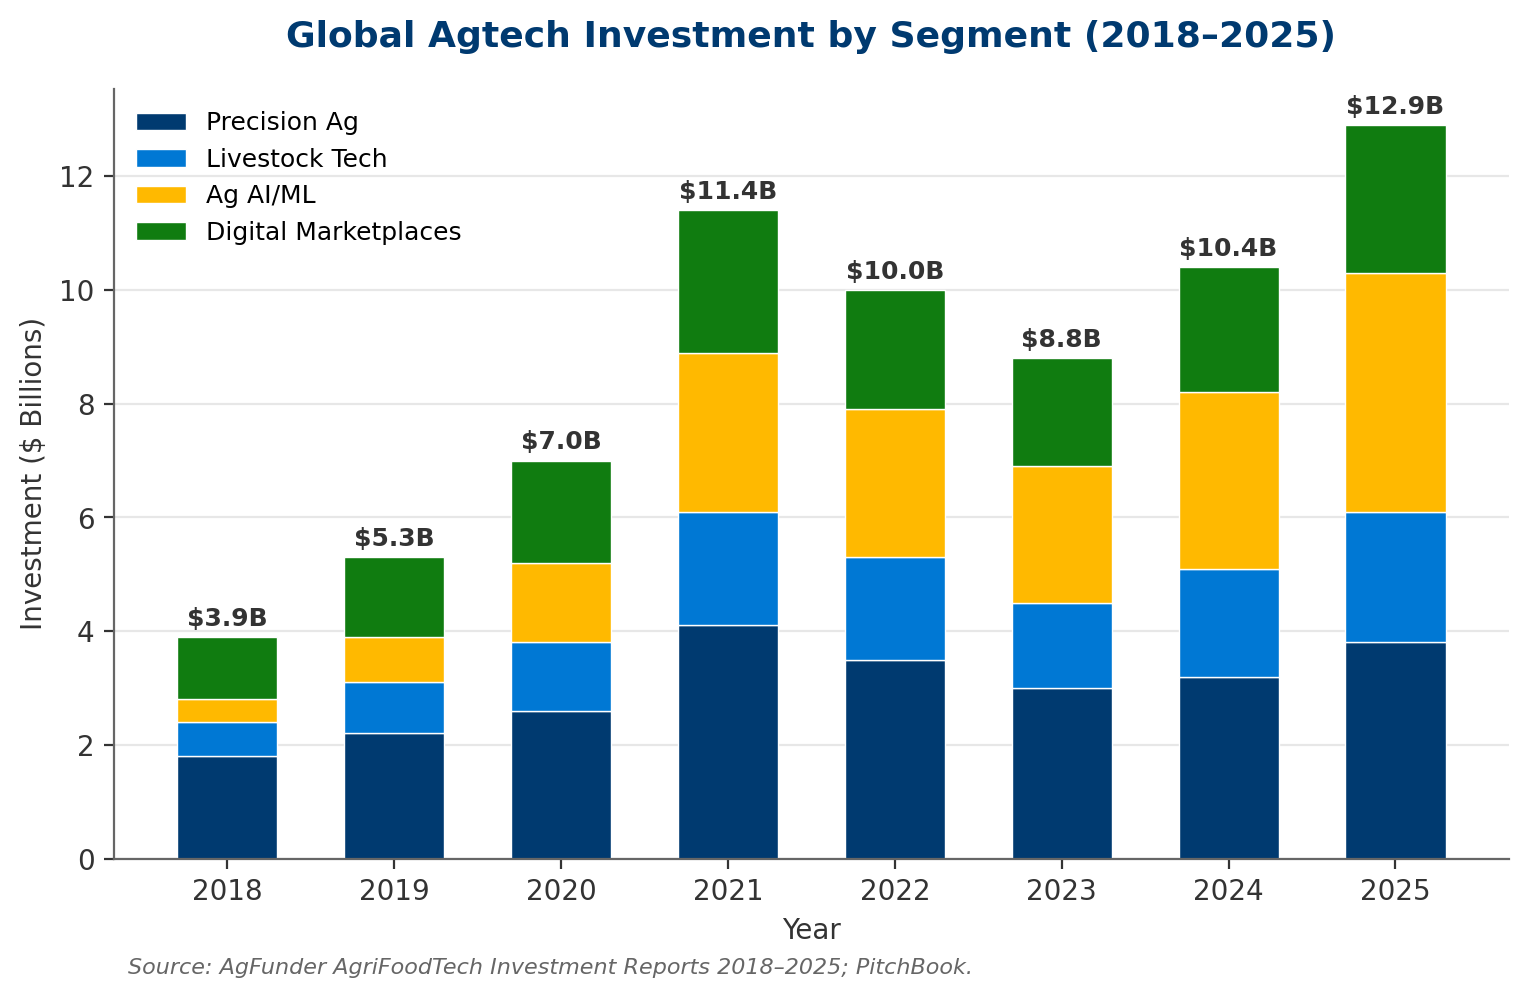 Global Agtech Investment by Segment (2018–2025)
Precision Ag
Livestock Tech
Ag AI/ML
Digital Marketplaces
Investment ($ Billions)
12
10
8
6
4
2
0
$3.9B
$5.3B
$7.0B
$11.4B
$10.0B
$8.8B
$10.4B
$12.9B
2018 2019 2020 2021 2022 2023 2024 2025
Year
Source: AgFunder AgriFoodTech Investment Reports 2018–2025; PitchBook.